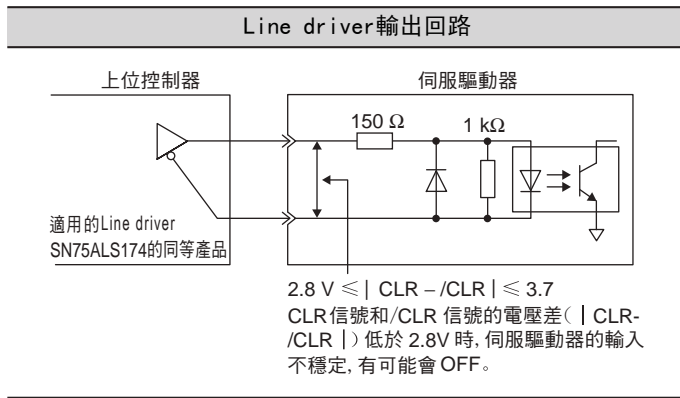 Line driver輸出回路
上位控制器
伺服驅動器
150 Ω
1 kΩ
適用的Line driver
SN75ALS174的同等產品
2.8 V ≤ | CLR – /CLR | ≤ 3.7
CLR信號和/CLR 信號的電壓差(| CLR-
/CLR |)低於 2.8V 時, 伺服驅動器的輸入
不穩定, 有可能會OFF。